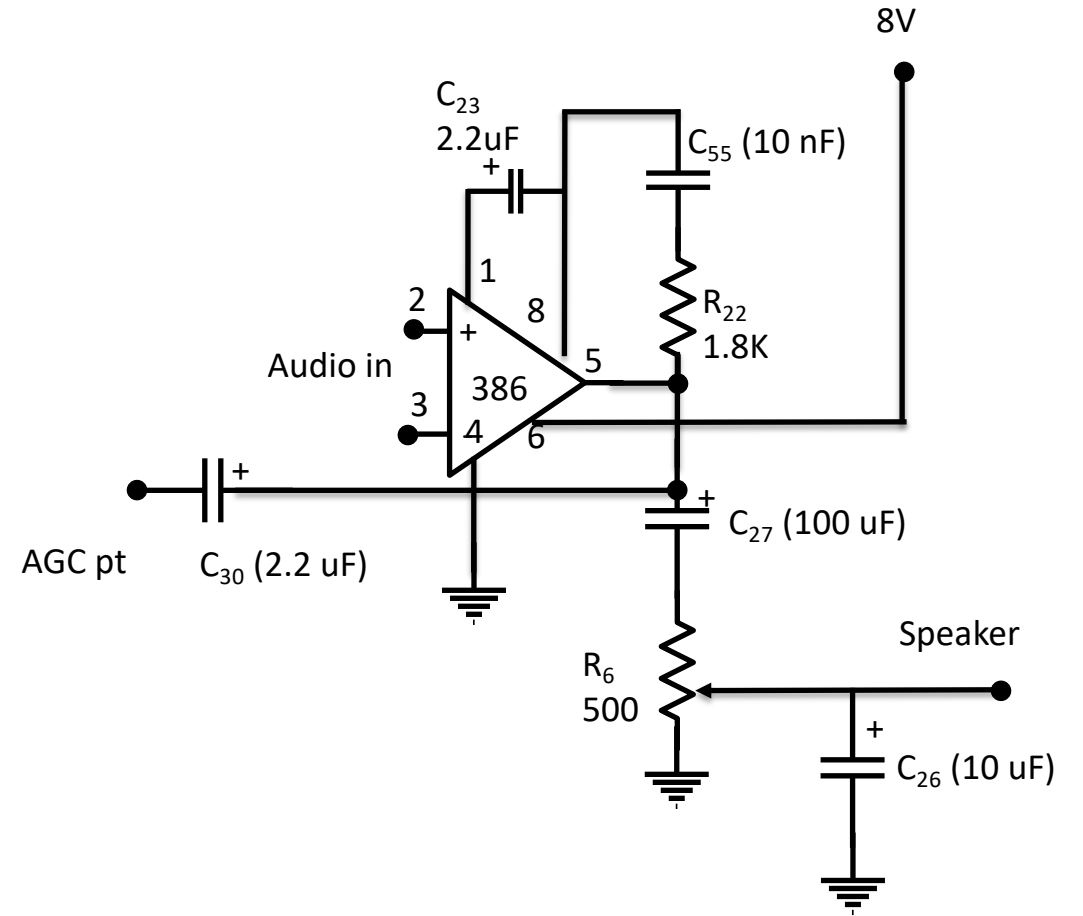 8V
C₂₃
2.2uF
+
C₅₅ (10 nF)
1
2
8
R₂₂
1.8K
+
Audio in
5
386
3
4
6
+
+
C₂₇ (100 uF)
AGC pt
C₃₀ (2.2 uF)
Speaker
R₆
500
+
C₂₆ (10 uF)